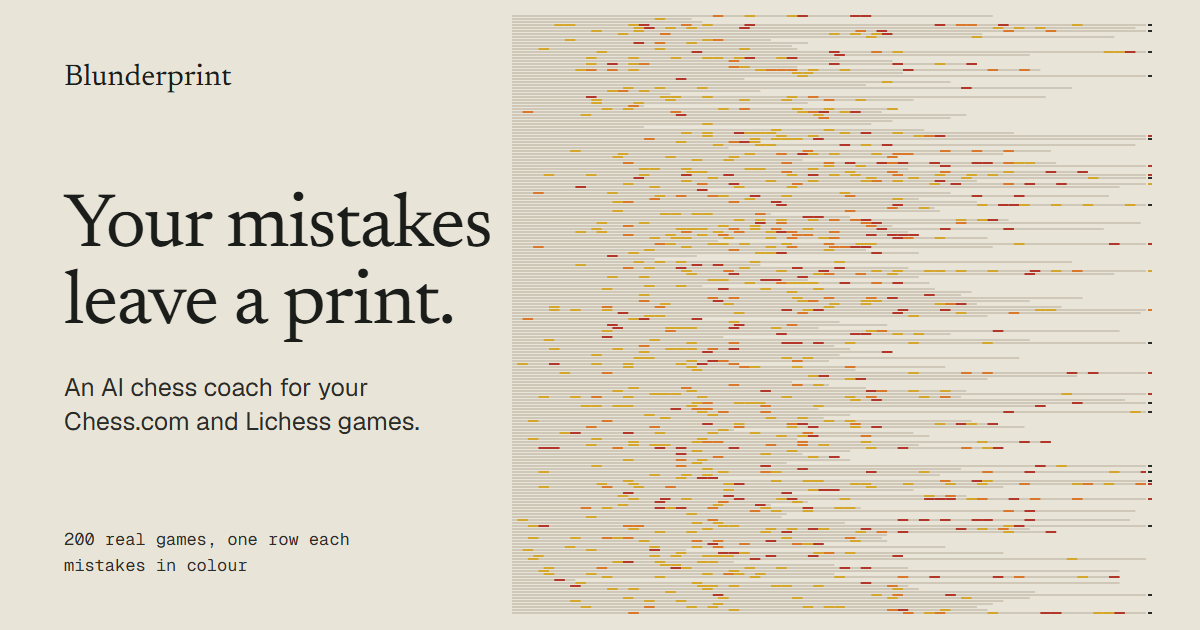 Blunderprint
Your mistakes
leave a print.
An AI chess coach for your
Chess.com and Lichess games.
200 real games, one row each
mistakes in colour